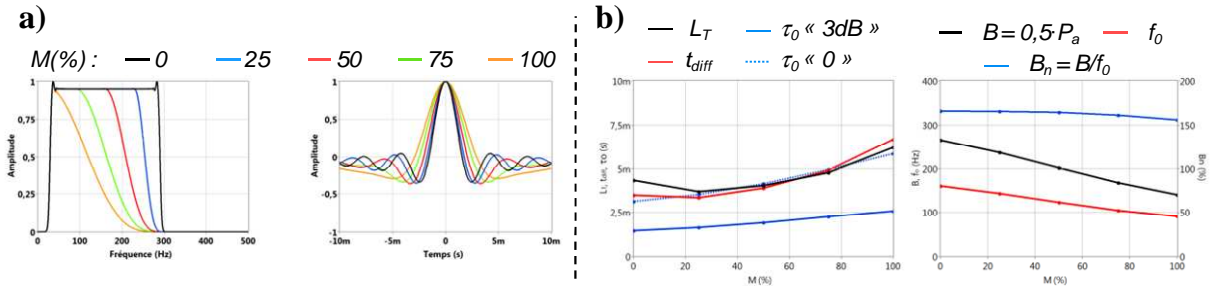 a)
M(%) : 0 25 50 75 100
Amplitude
1
0,75
0,5
0,25
0
0 100 200 300 400 500
Fréquence (Hz)
Amplitude
1
0,5
0
-0,5
-1
-10m -5m 0 5m 10m
Temps (s)
b)
L_T τ_0 « 3dB »
t_diff τ_0 « 0 »
L_T, t_diff, τ_0 (s)
10m
7,5m
5m
2,5m
0
0 20 40 60 80 100
M (%)
B = 0,5·P_a f_0
B_n = B/f_0
B, f_0 (Hz)
400
300
200
100
0
0 20 40 60 80 100
M (%)
200
150
100
50
0
Bn (%)